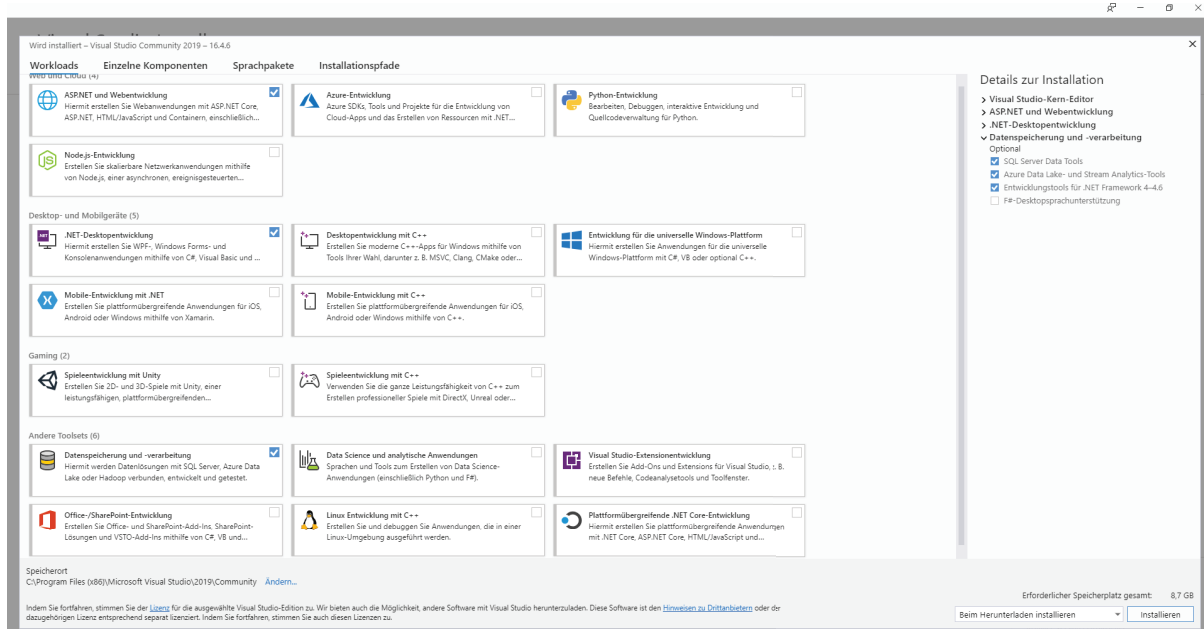 Wird installiert – Visual Studio Community 2019 – 16.4.6
Workloads Einzelne Komponenten Sprachpakete Installationspfade
Web und Cloud (4)
ASP.NET und Webentwicklung
Hiermit erstellen Sie Webanwendungen mit ASP.NET Core,
ASP.NET, HTML/JavaScript und Containern, einschließlich...
Azure-Entwicklung
Azure SDKs, Tools und Projekte für die Entwicklung von
Cloud-Apps und das Erstellen von Ressourcen mit .NET...
Python-Entwicklung
Bearbeiten, Debuggen, interaktive Entwicklung und
Quellcodeverwaltung für Python.
Node.js-Entwicklung
Erstellen Sie skalierbare Netzwerkanwendungen mithilfe
von Node.js, einer asynchronen, ereignisgesteuerten...
Desktop- und Mobilgeräte (5)
.NET-Desktopentwicklung
Hiermit erstellen Sie WPF-, Windows Forms- und
Konsolenanwendungen mithilfe von C#, Visual Basic und ...
Desktopentwicklung mit C++
Erstellen Sie moderne C++-Apps für Windows mithilfe von
Tools Ihrer Wahl, darunter z. B. MSVC, Clang, CMake oder...
Entwicklung für die universelle Windows-Plattform
Hiermit erstellen Sie Anwendungen für die universelle
Windows-Plattform mit C#, VB oder optional C++.
Mobile-Entwicklung mit .NET
Erstellen Sie plattformübergreifende Anwendungen für iOS,
Android oder Windows mithilfe von Xamarin.
Mobile-Entwicklung mit C++
Erstellen Sie plattformübergreifende Anwendungen für iOS,
Android oder Windows mithilfe von C++.
Gaming (2)
Spieleentwicklung mit Unity
Erstellen Sie 2D- und 3D-Spiele mit Unity, einer
leistungsfähigen, plattformübergreifenden...
Spieleentwicklung mit C++
Verwenden Sie die ganze Leistungsfähigkeit von C++ zum
Erstellen professioneller Spiele mit DirectX, Unreal oder...
Andere Toolsets (6)
Datenspeicherung und -verarbeitung
Hiermit werden Datenlösungen mit SQL Server, Azure Data
Lake oder Hadoop verbunden, entwickelt und getestet.
Data Science und analytische Anwendungen
Sprachen und Tools zum Erstellen von Data Science-
Anwendungen (einschließlich Python und F#).
Visual Studio-Extensionentwicklung
Erstellen Sie Add-Ons und Extensions für Visual Studio, z. B.
neue Befehle, Codeanalysetools und Toolfenster.
Office-/SharePoint-Entwicklung
Erstellen Sie Office- und SharePoint-Add-Ins, SharePoint-
Lösungen und VSTO-Add-Ins mithilfe von C#, VB und...
Linux Entwicklung mit C++
Erstellen Sie und debuggen Sie Anwendungen, die in einer
Linux-Umgebung ausgeführt werden.
Plattformübergreifende .NET Core-Entwicklung
Hiermit erstellen Sie plattformübergreifende Anwendungen
mit .NET Core, ASP.NET Core, HTML/JavaScript und...
Details zur Installation
Visual Studio-Kern-Editor
ASP.NET und Webentwicklung
.NET-Desktopentwicklung
Datenspeicherung und -verarbeitung
Optional
SQL Server Data Tools
Azure Data Lake- und Stream Analytics-Tools
Entwicklungstools für .NET Framework 4–4.6
F#-Desktopsprachunterstützung
Speicherort
C:\Program Files (x86)\Microsoft Visual Studio\2019\Community Ändern...
Indem Sie fortfahren, stimmen Sie der Lizenz für die ausgewählte Visual Studio-Edition zu. Wir bieten auch die Möglichkeit, andere Software mit Visual Studio herunterzuladen. Diese Software ist den Hinweisen zu Drittanbietern oder der
dazugehörigen Lizenz entsprechend separat lizenziert. Indem Sie fortfahren, stimmen Sie auch diesen Lizenzen zu.
Erforderlicher Speicherplatz gesamt: 8,7 GB
Beim Herunterladen installieren Installieren